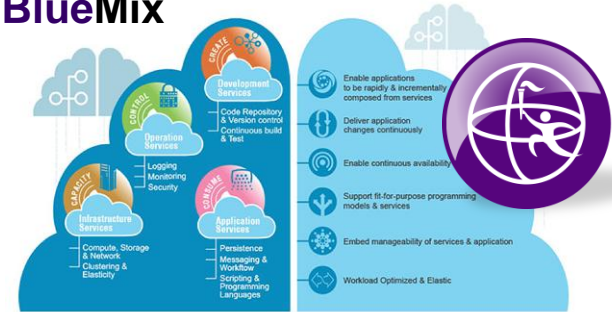 BlueMix
CREATE
Development
Services
Code Repository
& Version control
Continuous build
& Test
CONTROL
Operation
Services
Logging
Monitoring
Security
CAPACITY
Infrastructure
Services
Compute, Storage
& Network
Clustering &
Elasticity
CONSUME
Application
Services
Persistence
Messaging &
Workflow
Scripting &
Programming
Languages
Enable applications
to be rapidly & incrementally
composed from services
Deliver application
changes continuously
Enable continuous availability
Support fit-for-purpose programming
models & services
Embed manageability of services & application
Workload Optimized & Elastic